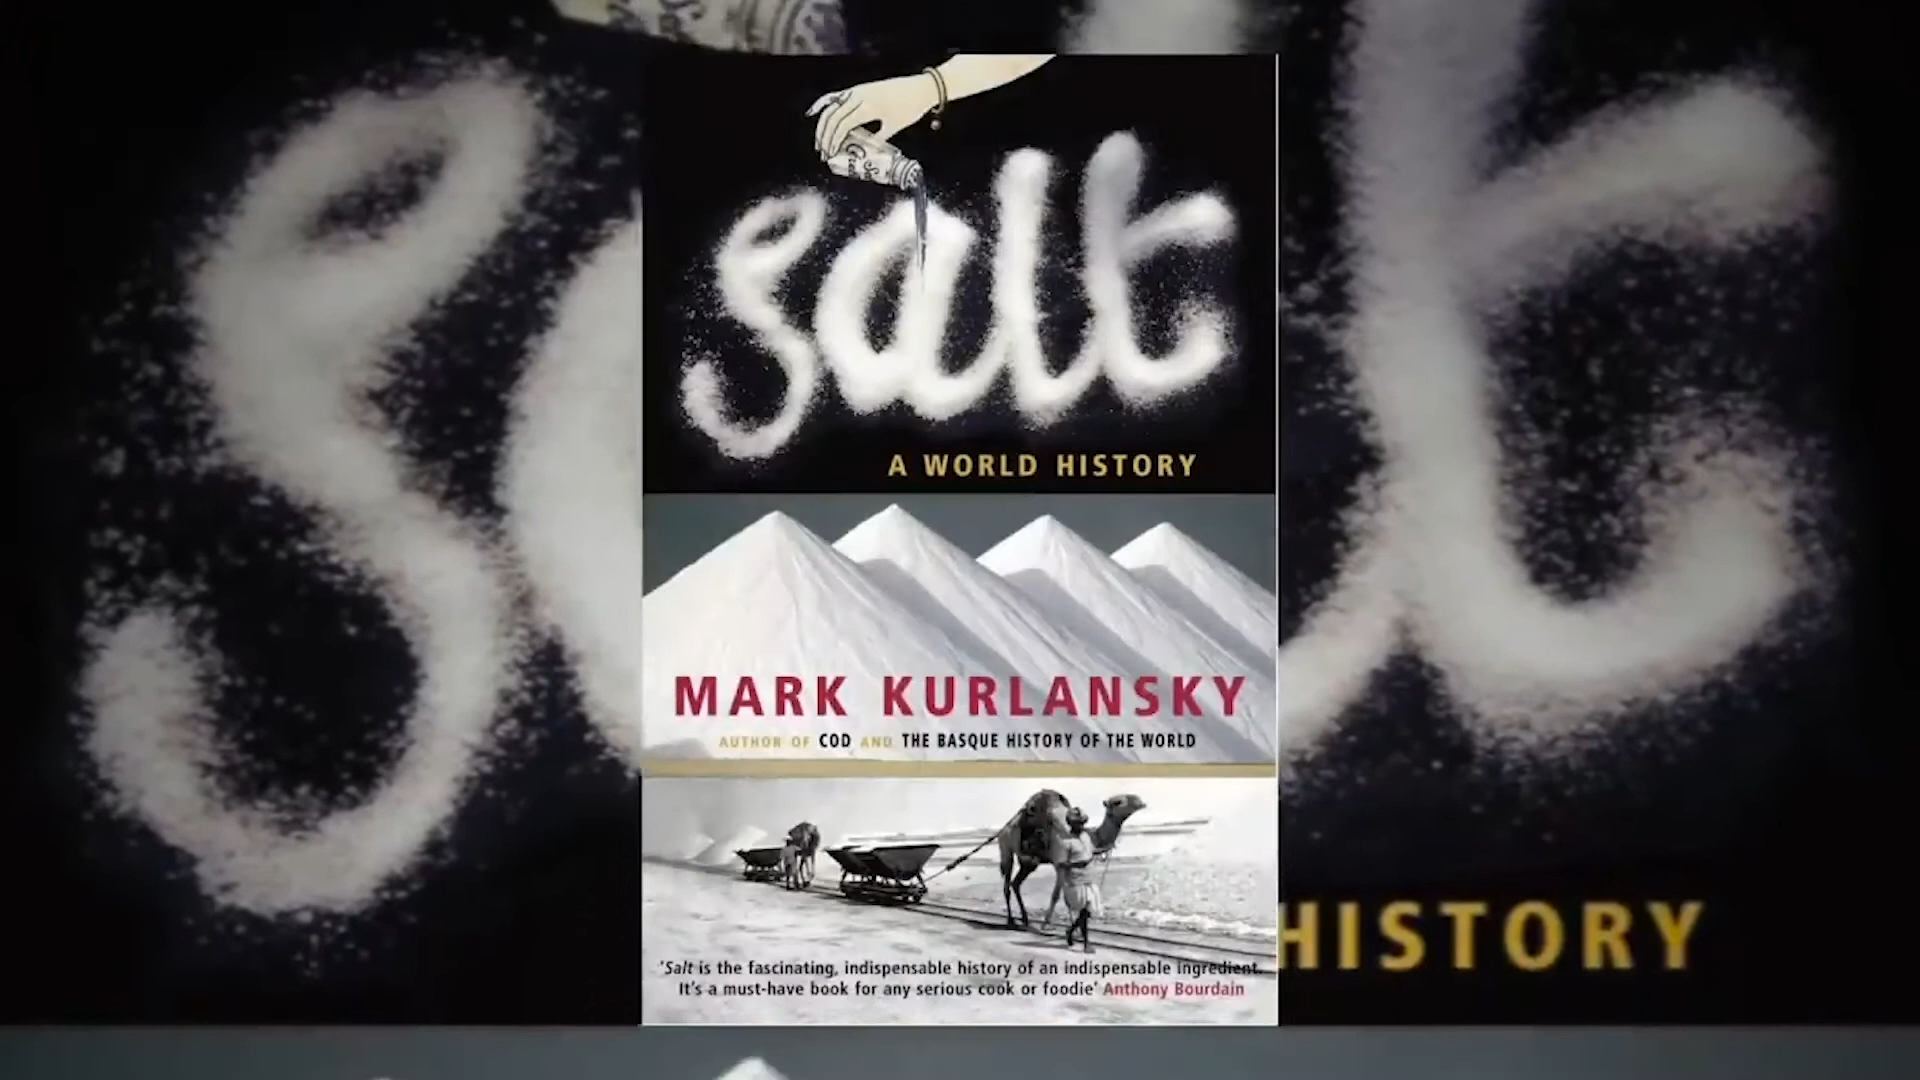 Salt
A WORLD HISTORY
MARK KURLANSKY
AUTHOR OF COD AND THE BASQUE HISTORY OF THE WORLD
'Salt is the fascinating, indispensable history of an indispensable ingredient.
It's a must-have book for any serious cook or foodie' Anthony Bourdain
HISTORY